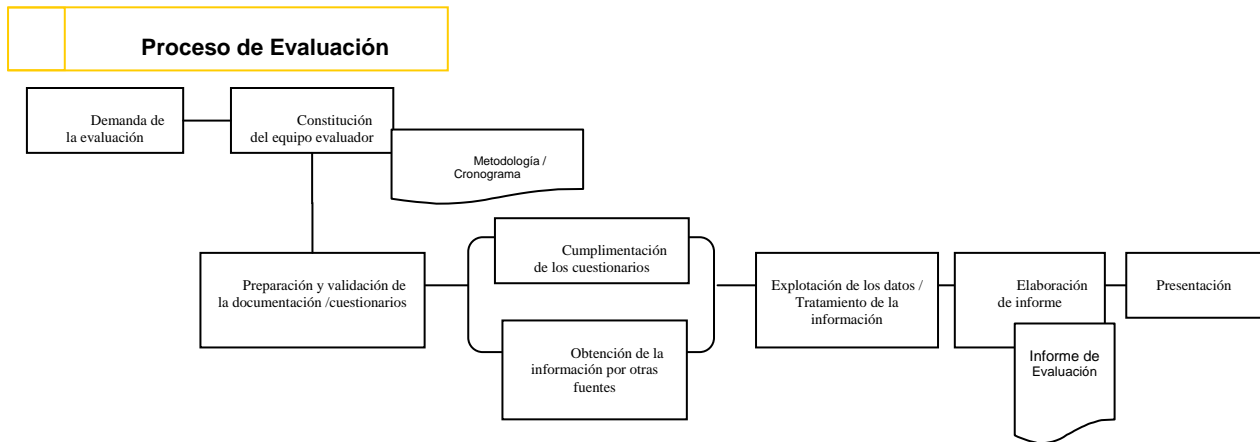 Proceso de Evaluación
Demanda de
la evaluación
Constitución
del equipo evaluador
Metodología /
Cronograma
Preparación y validación de
la documentación /cuestionarios
Cumplimentación
de los cuestionarios
Obtención de la
información por otras
fuentes
Explotación de los datos /
Tratamiento de la
información
Elaboración
de informe
Informe de
Evaluación
Presentación